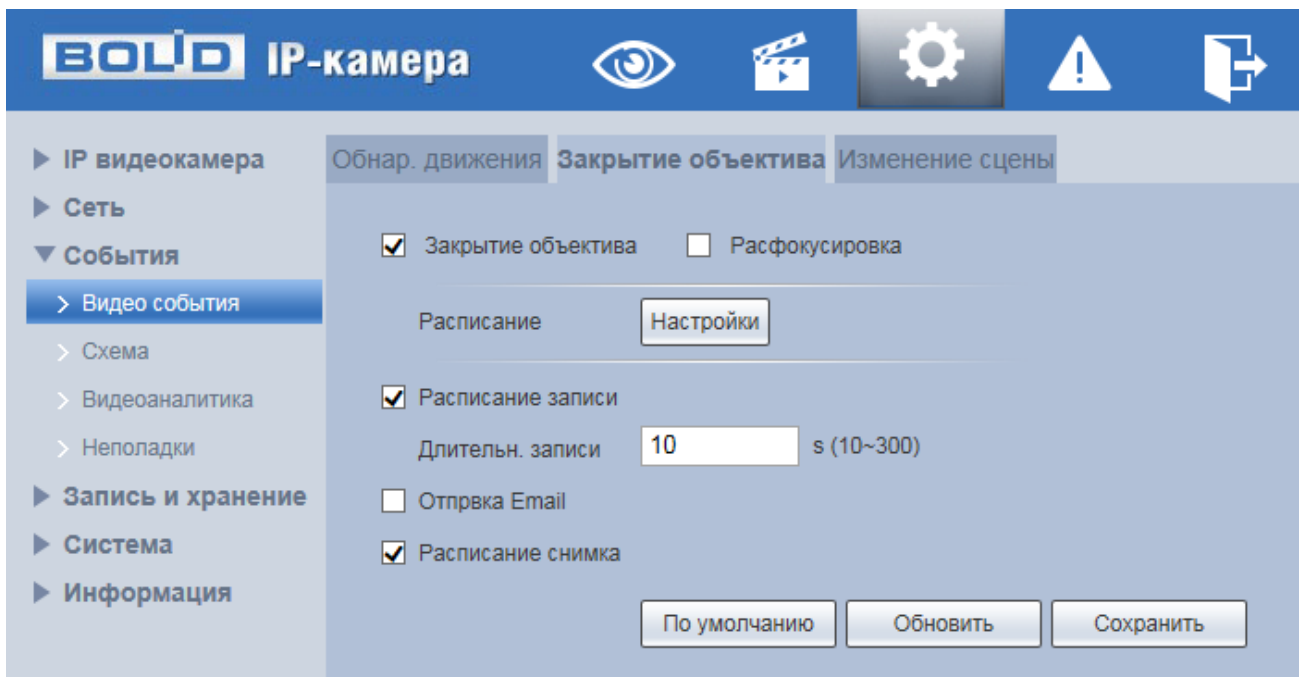 BOLID IP-камера
IP видеокамера
Сеть
События
Видео события
Схема
Видеоаналитика
Неполадки
Запись и хранение
Система
Информация
Обнар. движения Закрытие объектива Изменение сцены
Закрытие объектива Расфокусировка
Расписание Настройки
Расписание записи
Длительн. записи 10 s (10~300)
Отпрвка Email
Расписание снимка
По умолчанию Обновить Сохранить